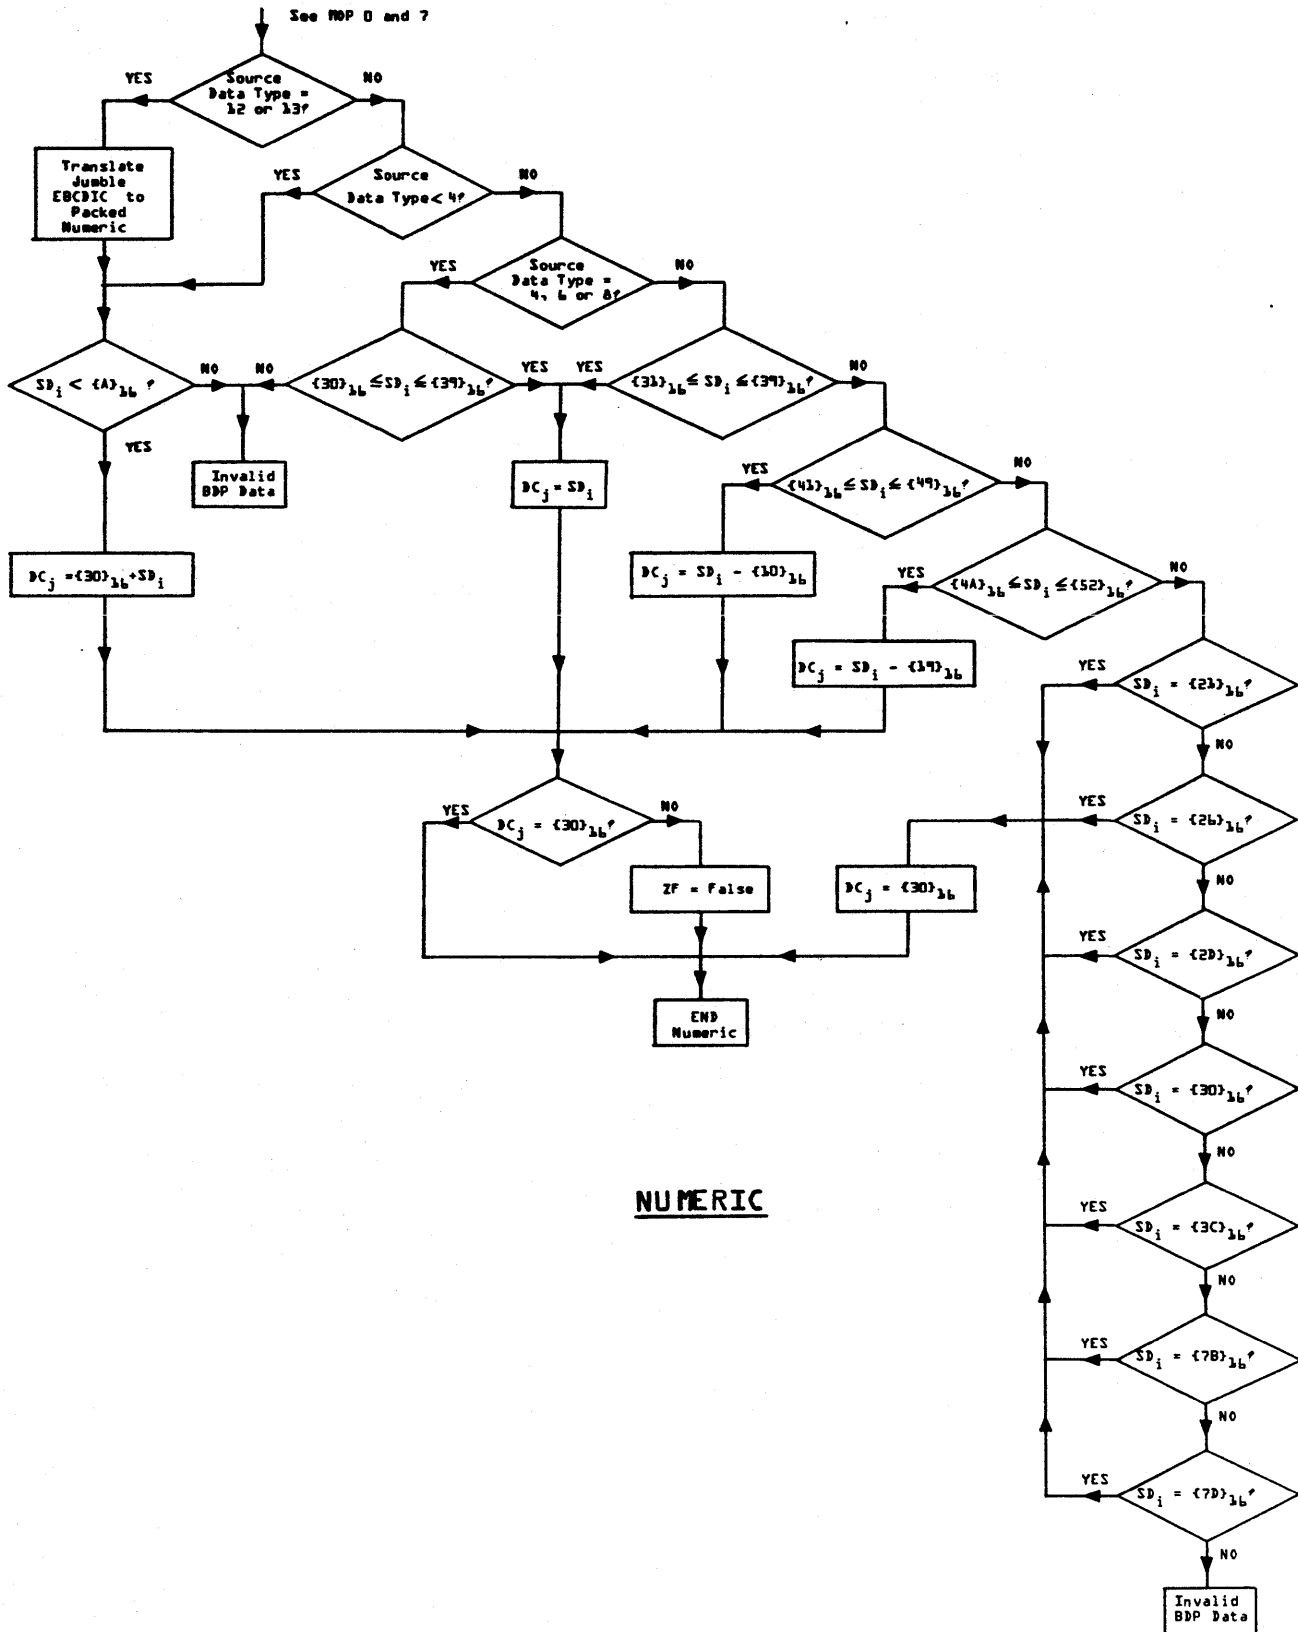 See MOP 0 and 7
YES
Source
Data Type =
12 or 13?
NO
Translate
Jumble
EBCDIC to
Packed
Numeric
YES
Source
Data Type < 4?
NO
YES
Source
Data Type =
4, 6 or 8?
NO
SD_i < {A}_16 ?
NO
NO
{30}_16 ≤ SD_i ≤ {39}_16?
YES
YES
{31}_16 ≤ SD_i ≤ {39}_16?
NO
YES
Invalid
BDP Data
DC_j = SD_i
YES
{41}_16 ≤ SD_i ≤ {49}_16?
NO
DC_j = {30}_16 + SD_i
DC_j = SD_i - {10}_16
YES
{4A}_16 ≤ SD_i ≤ {52}_16?
NO
DC_j = SD_i - {19}_16
YES
SD_i = {21}_16?
NO
YES
DC_j = {30}_16?
NO
YES
SD_i = {26}_16?
NO
ZF = False
DC_j = {30}_16
YES
SD_i = {2D}_16?
NO
END
Numeric
YES
SD_i = {30}_16?
NO
NUMERIC
YES
SD_i = {3C}_16?
NO
YES
SD_i = {7B}_16?
NO
YES
SD_i = {7D}_16?
NO
Invalid
BDP Data